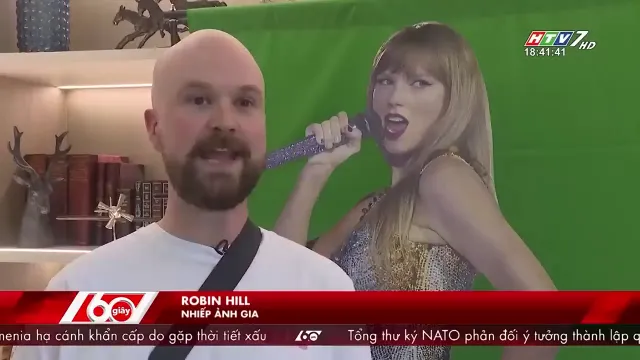 HTV7 HD
18:41:41
60 giây
ROBIN HILL
NHIẾP ẢNH GIA
menia hạ cánh khẩn cấp do gặp thời tiết xấu 60 Tổng thư ký NATO phản đối ý tưởng thành lập q